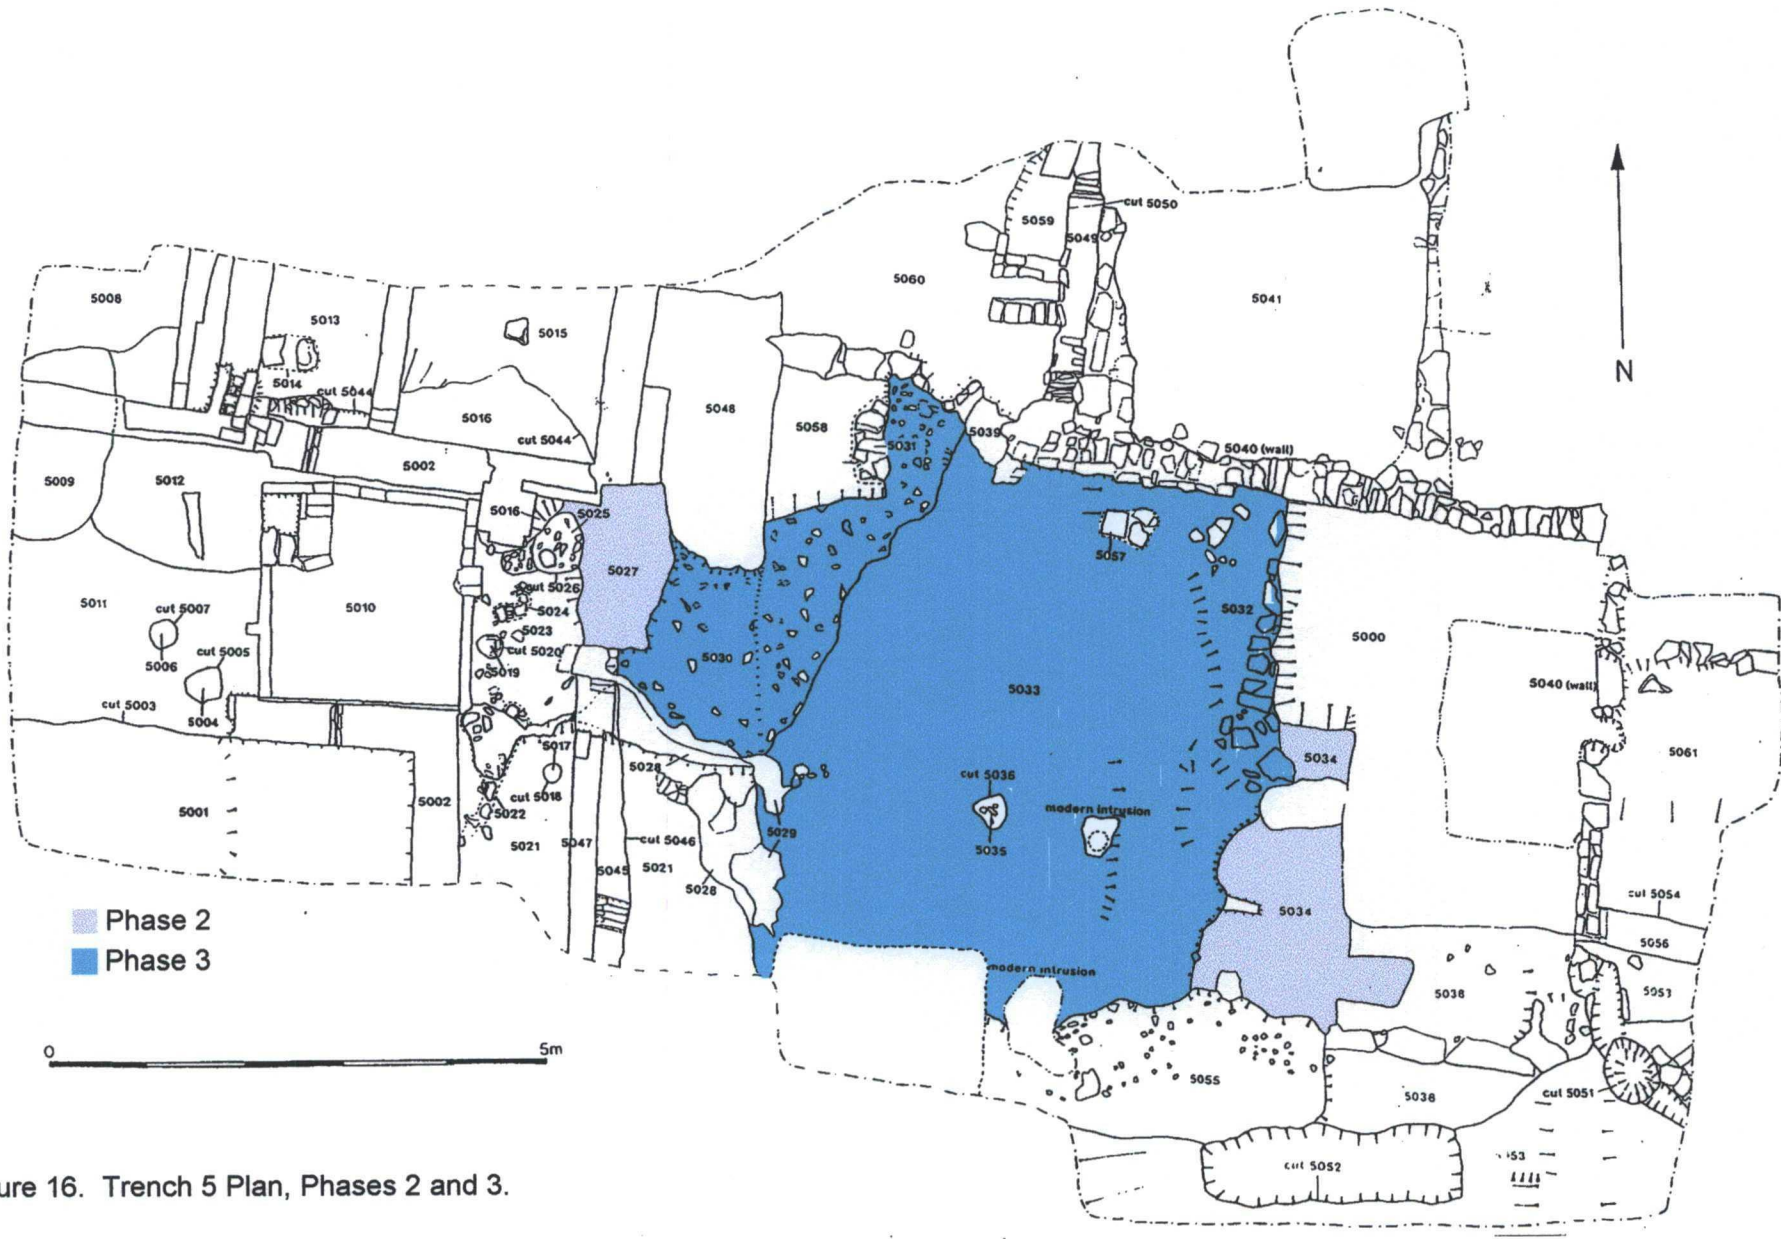 5059
cut 5050
5049
5060
5041
5008
5013
5015
5014
cut 5044
5016
5048
5058
5031
5039
5040 (wall)
cut 5044
5002
5009
5012
5016
5025
5057
5027
5032
5000
5011
cut 5007
5010
cut 5026
5024
5023
cut 5020
5006
cut 5005
5019
5030
5033
5040 (wall)
cut 5003
5004
5017
5034
5061
5028
cut 5036
cut 5018
modern intrusion
5001
5002
5022
5029
5021
5047
cut 5046
5035
5021
5045
5028
cut 5054
5034
5056
Phase 2
Phase 3
modern intrusion
5038
5053
N
0
5m
5055
5038
cut 5051
cut 5052
53
ure 16. Trench 5 Plan, Phases 2 and 3.